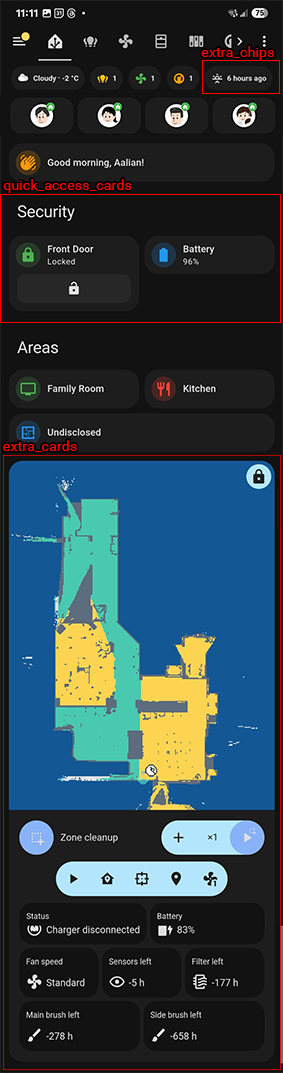 11:11
31
75
extra_chips
Cloudy · -2 °C
1
1
1
6 hours ago
Good morning, Aalian!
quick_access_cards
Security
Front Door
Locked
Battery
96%
Areas
Family Room
Kitchen
Undisclosed
extra_cards
Zone cleanup
+ ×1
1
Status
Charger disconnected
Battery
83%
Fan speed
Standard
Sensors left
-5 h
Filter left
-177 h
Main brush left
-278 h
Side brush left
-658 h